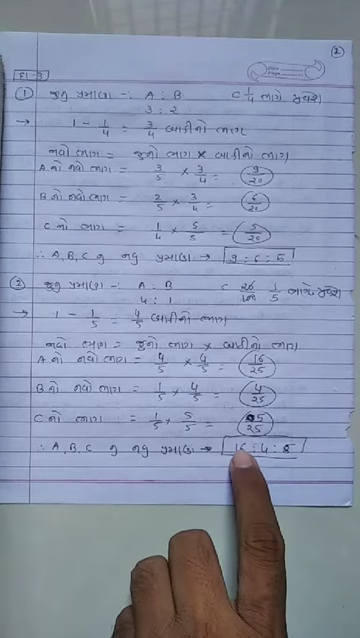 2
દા-3
① જુનુ પ્રમાણ -: A : B C 1/4 ભાગે પ્રવેશે
3 : 2
→ 1 - 1/4 = 3/4 બાકીનો ભાગ
નવો ભાગ = જુનો ભાગ × બાકીનો ભાગ
A નો નવો ભાગ = 3/5 × 3/4 = 9/20
B નો નવો ભાગ = 2/5 × 3/4 = 6/20
C નો ભાગ = 1/4 × 5/5 = 5/20
∴ A, B, C નુ નવુ પ્રમાણ → 9 : 6 : 5
② જુનુ પ્રમાણ -: A : B C 1/5 ભાગે પ્રવેશે
4 : 1
→ 1 - 1/5 = 4/5 બાકીનો ભાગ
નવો ભાગ = જુનો ભાગ × બાકીનો ભાગ
A નો નવો ભાગ = 4/5 × 4/5 = 16/25
B નો નવો ભાગ = 1/5 × 4/5 = 4/25
C નો ભાગ = 1/5 × 5/5 = 5/25
∴ A, B, C નુ નવુ પ્રમાણ → 16 : 4 : 5